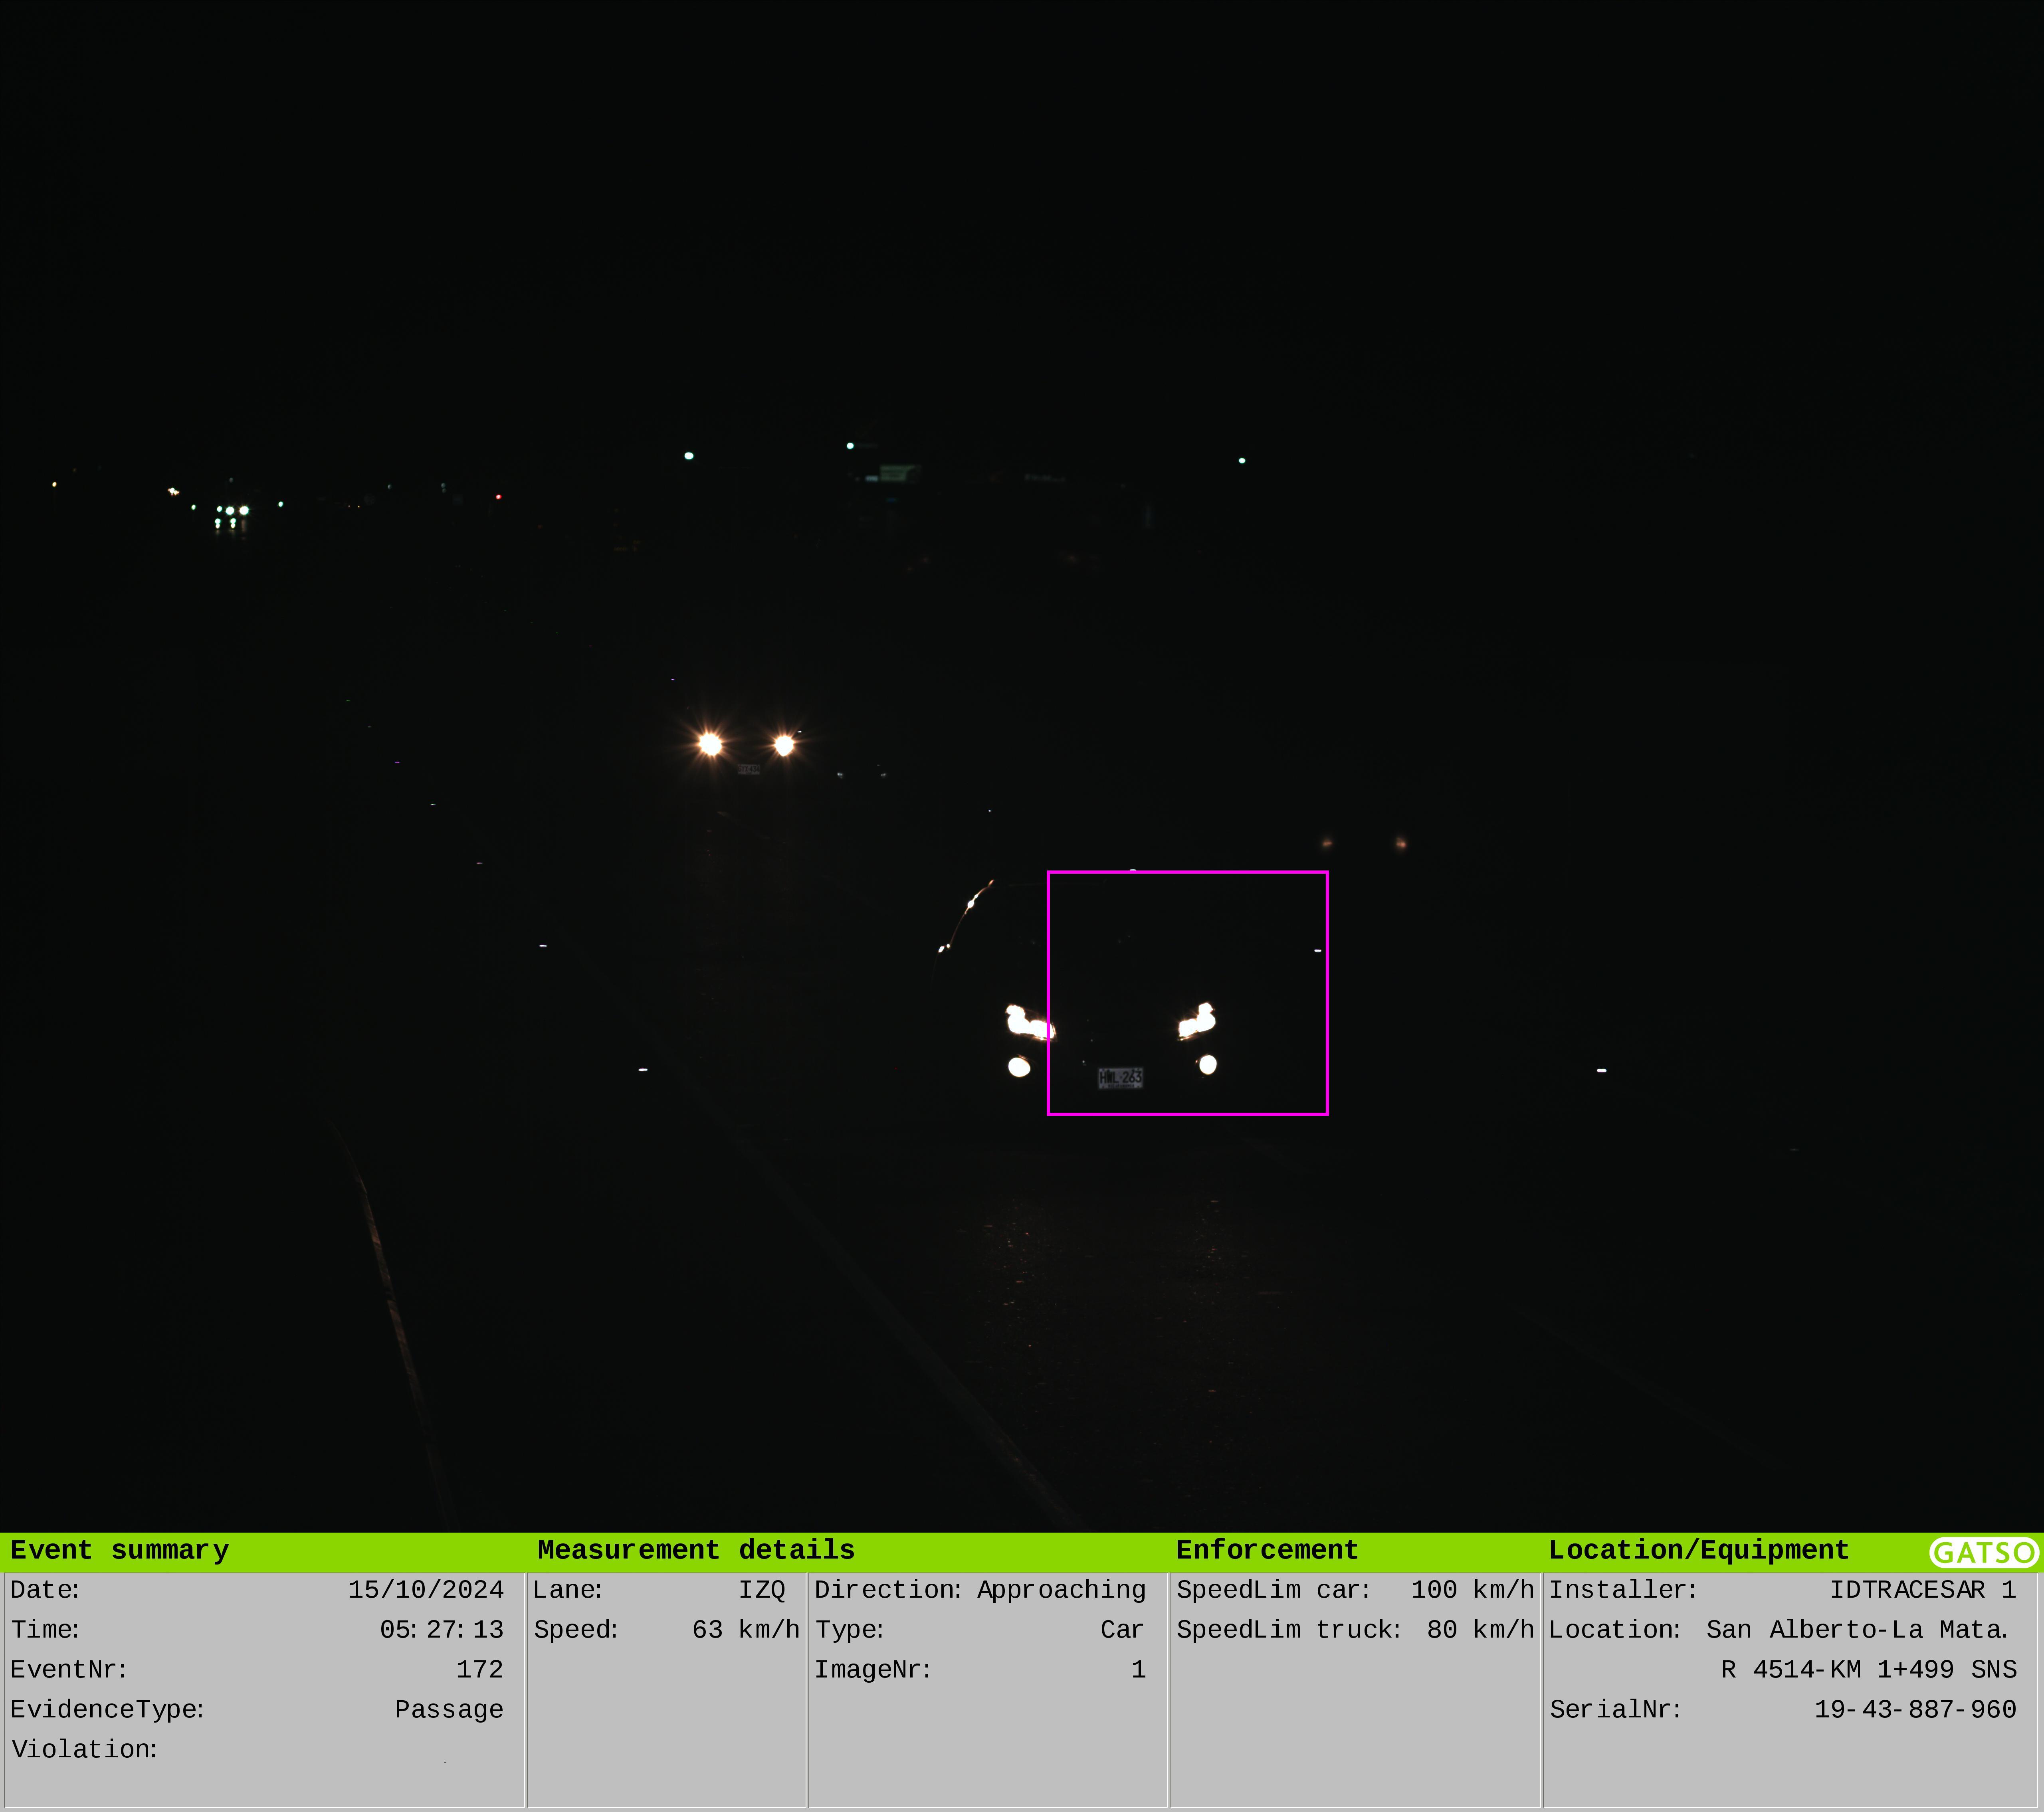 HWL·263
Event summary
Date: 15/10/2024
Time: 05:27:13
EventNr: 172
EvidenceType: Passage
Violation:
Measurement details
Lane: IZQ
Speed: 63 km/h
Direction: Approaching
Type: Car
ImageNr: 1
Enforcement
SpeedLim car: 100 km/h
SpeedLim truck: 80 km/h
Location/Equipment
GATSO
Installer: IDTRACESAR 1
Location: San Alberto-La Mata.
R 4514-KM 1+499 SNS
SerialNr: 19-43-887-960